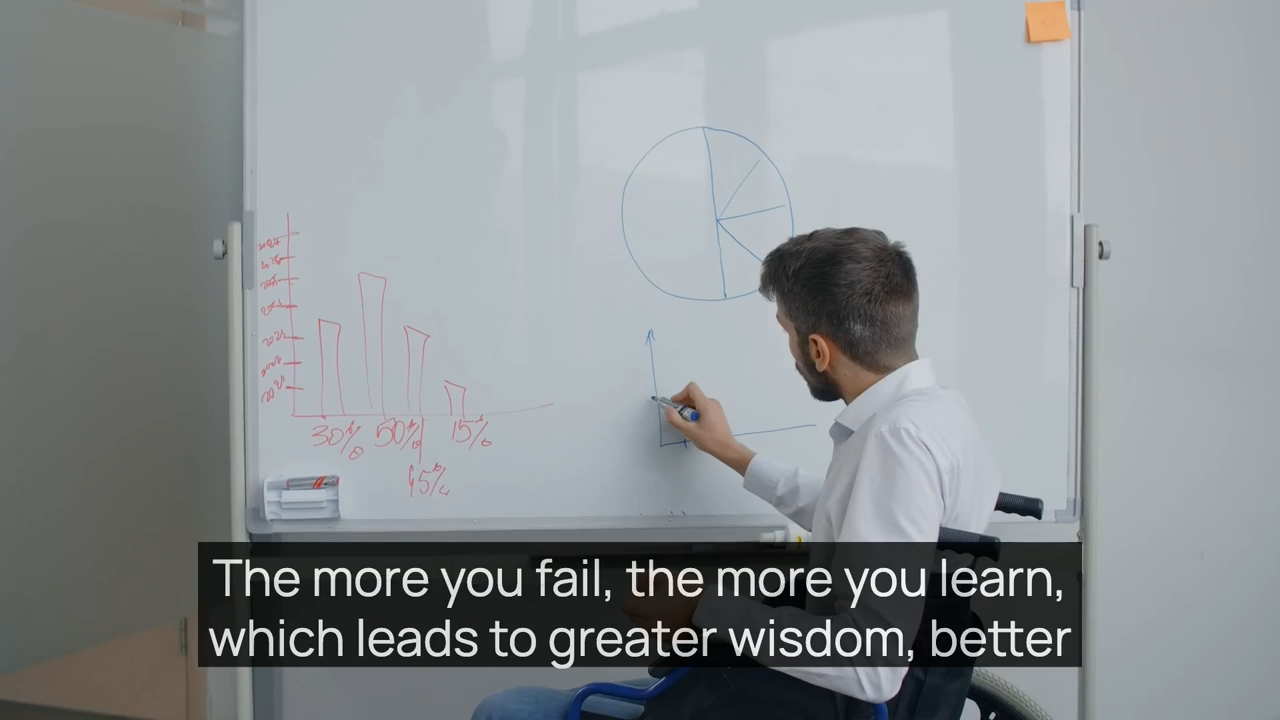 30% 50% 15%
45%
The more you fail, the more you learn,
which leads to greater wisdom, better